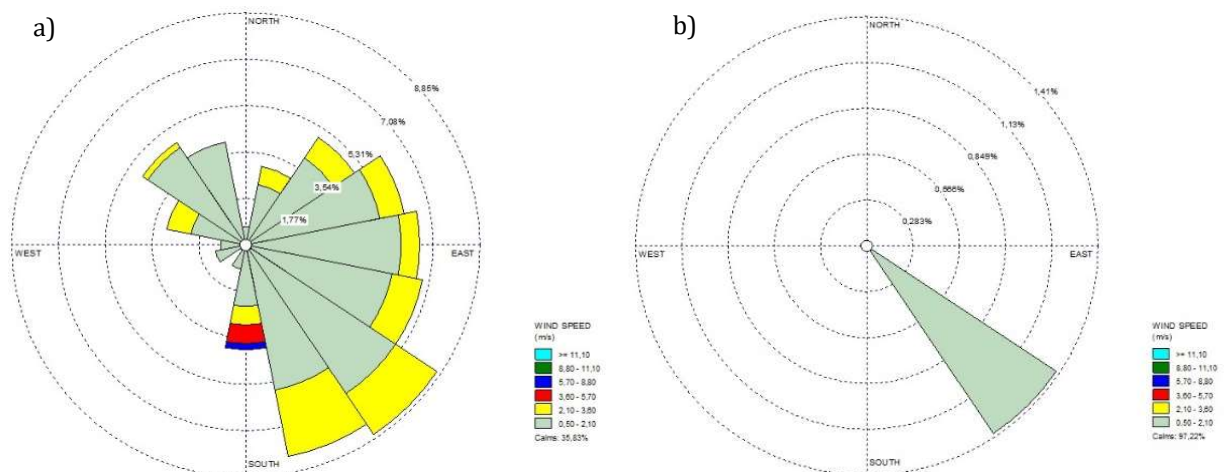 a)
NORTH
8,85%
7,08%
5,31%
3,54%
1,77%
WEST
EAST
SOUTH
WIND SPEED
(m/s)
>= 11,10
8,80 - 11,10
5,70 - 8,80
3,60 - 5,70
2,10 - 3,60
0,50 - 2,10
Calms: 35,83%
b)
NORTH
1,41%
1,13%
0,849%
0,566%
0,283%
WEST
EAST
SOUTH
WIND SPEED
(m/s)
>= 11,10
8,80 - 11,10
5,70 - 8,80
3,60 - 5,70
2,10 - 3,60
0,50 - 2,10
Calms: 97,22%